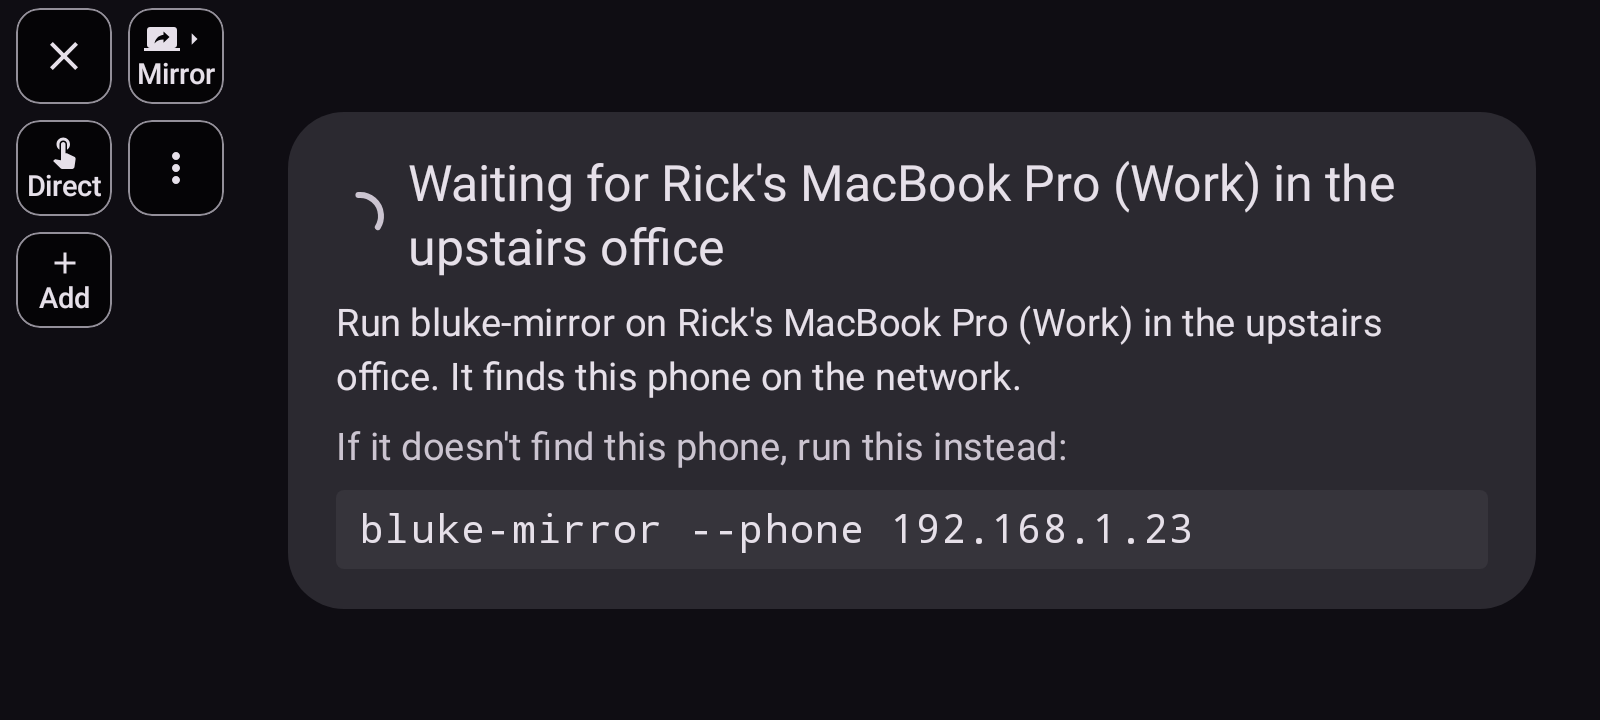 Mirror
Direct
Add
Waiting for Rick's MacBook Pro (Work) in the
upstairs office
Run bluke-mirror on Rick's MacBook Pro (Work) in the upstairs
office. It finds this phone on the network.
If it doesn't find this phone, run this instead:
bluke-mirror --phone 192.168.1.23